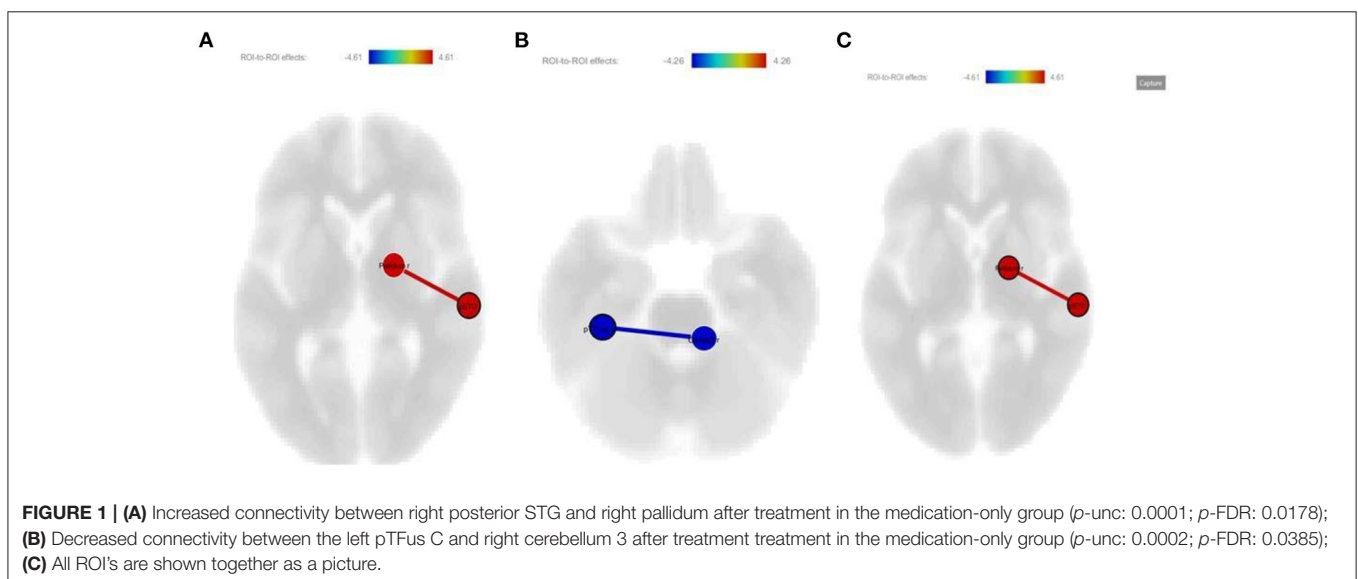 A
B
C
ROI-to-ROI effects: -4.61 4.61
ROI-to-ROI effects: -4.26 4.26
ROI-to-ROI effects: -4.61 4.61
Capture
FIGURE 1 | (A) Increased connectivity between right posterior STG and right pallidum after treatment in the medication-only group (p-unc: 0.0001; p-FDR: 0.0178);
(B) Decreased connectivity between the left pTFus C and right cerebellum 3 after treatment treatment in the medication-only group (p-unc: 0.0002; p-FDR: 0.0385);
(C) All ROI's are shown together as a picture.